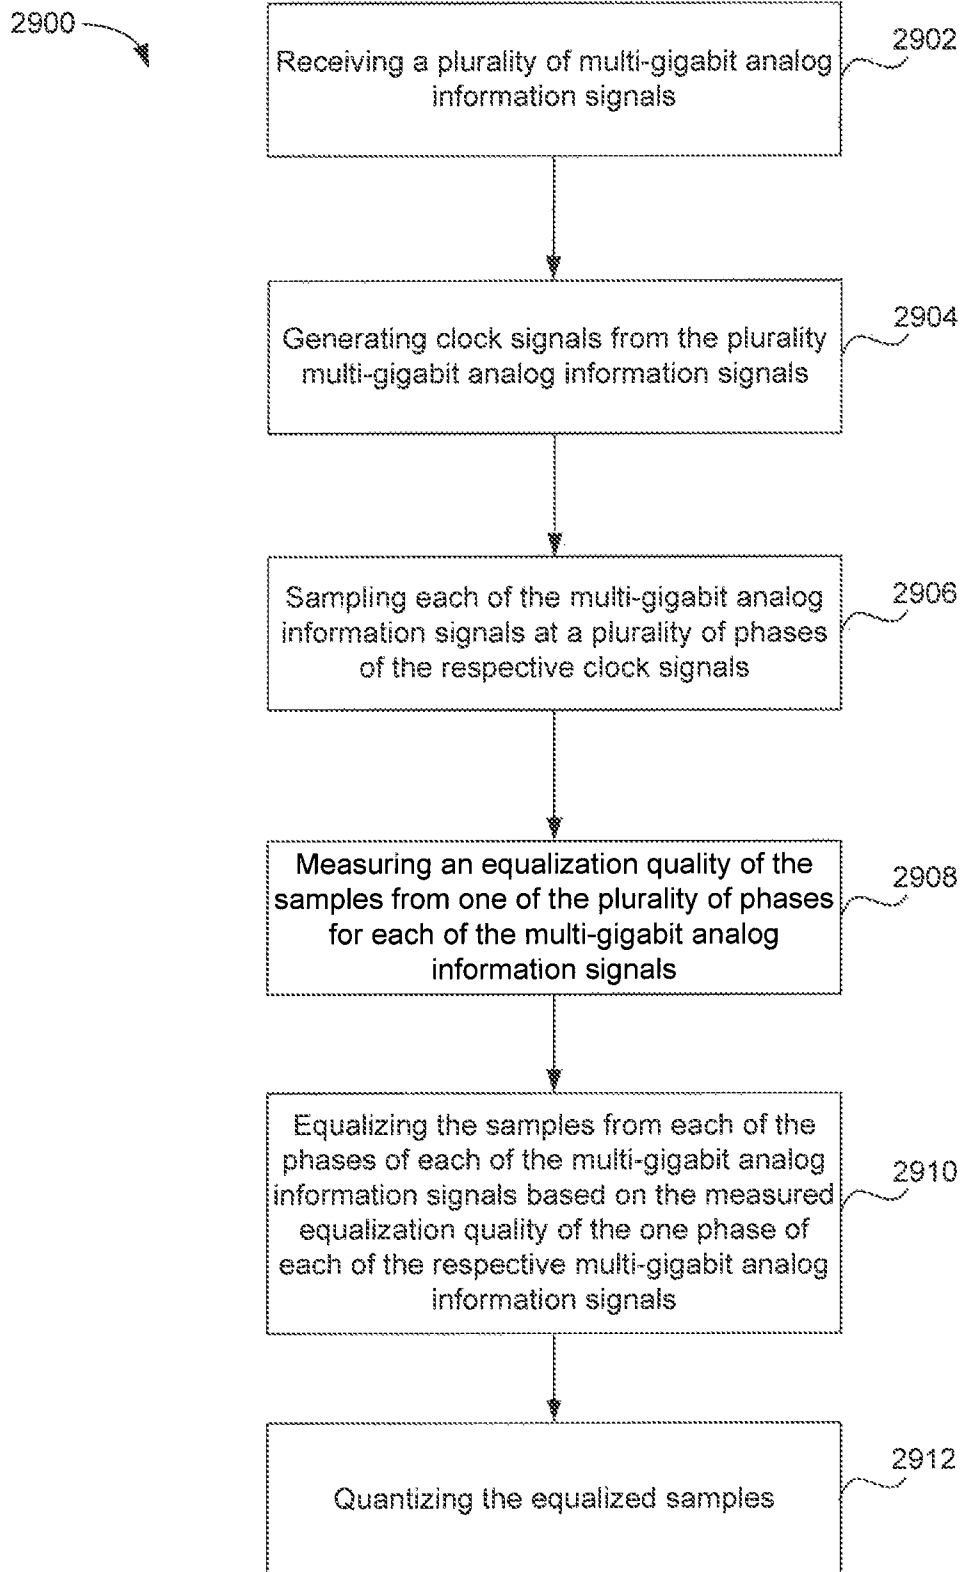 2900
2902
Receiving a plurality of multi-gigabit analog
information signals
2904
Generating clock signals from the plurality
multi-gigabit analog information signals
2906
Sampling each of the multi-gigabit analog
information signals at a plurality of phases
of the respective clock signals
2908
Measuring an equalization quality of the
samples from one of the plurality of phases
for each of the multi-gigabit analog
information signals
2910
Equalizing the samples from each of the
phases of each of the multi-gigabit analog
information signals based on the measured
equalization quality of the one phase of
each of the respective multi-gigabit analog
information signals
2912
Quantizing the equalized samples